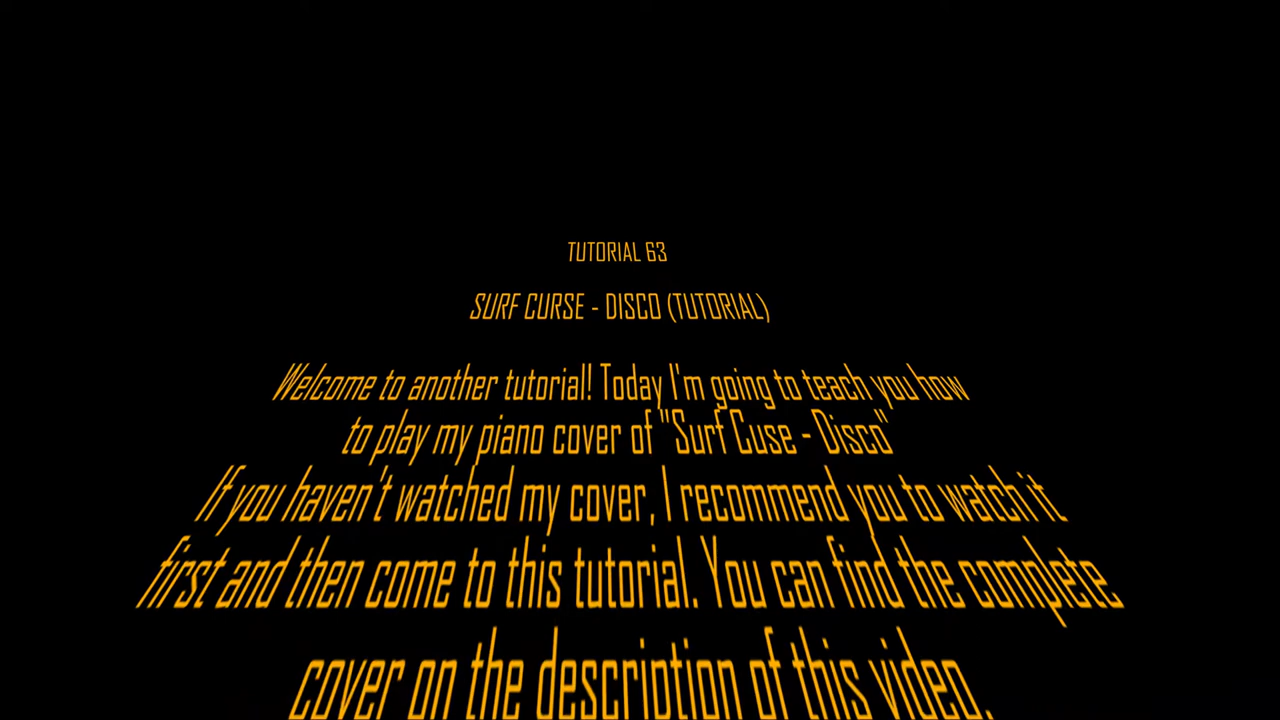 TUTORIAL 63
SURF CURSE - DISCO (TUTORIAL)
Welcome to another tutorial! Today I'm going to teach you how
to play my piano cover of "Surf Cuse - Disco"
If you haven't watched my cover, I recommend you to watch it
first and then come to this tutorial. You can find the complete
cover on the description of this video.